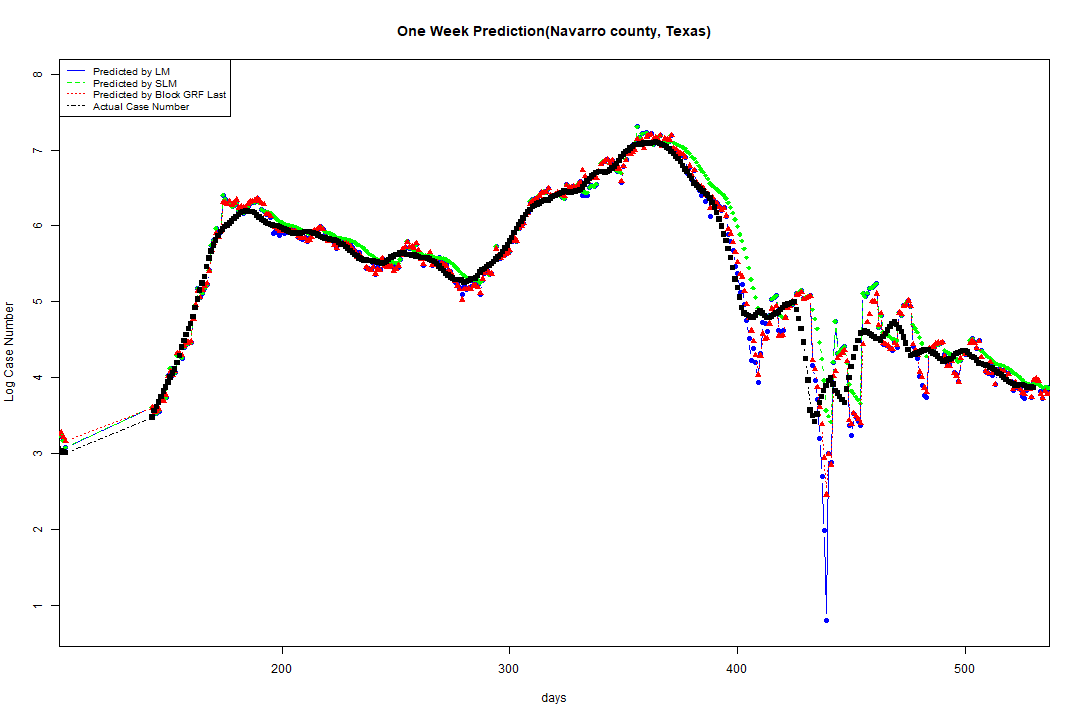 One Week Prediction(Navarro county, Texas)
Predicted by LM
Predicted by SLM
Predicted by Block GRF Last
Actual Case Number
8
7
6
5
4
3
2
1
Log Case Number
200
300
400
500
days